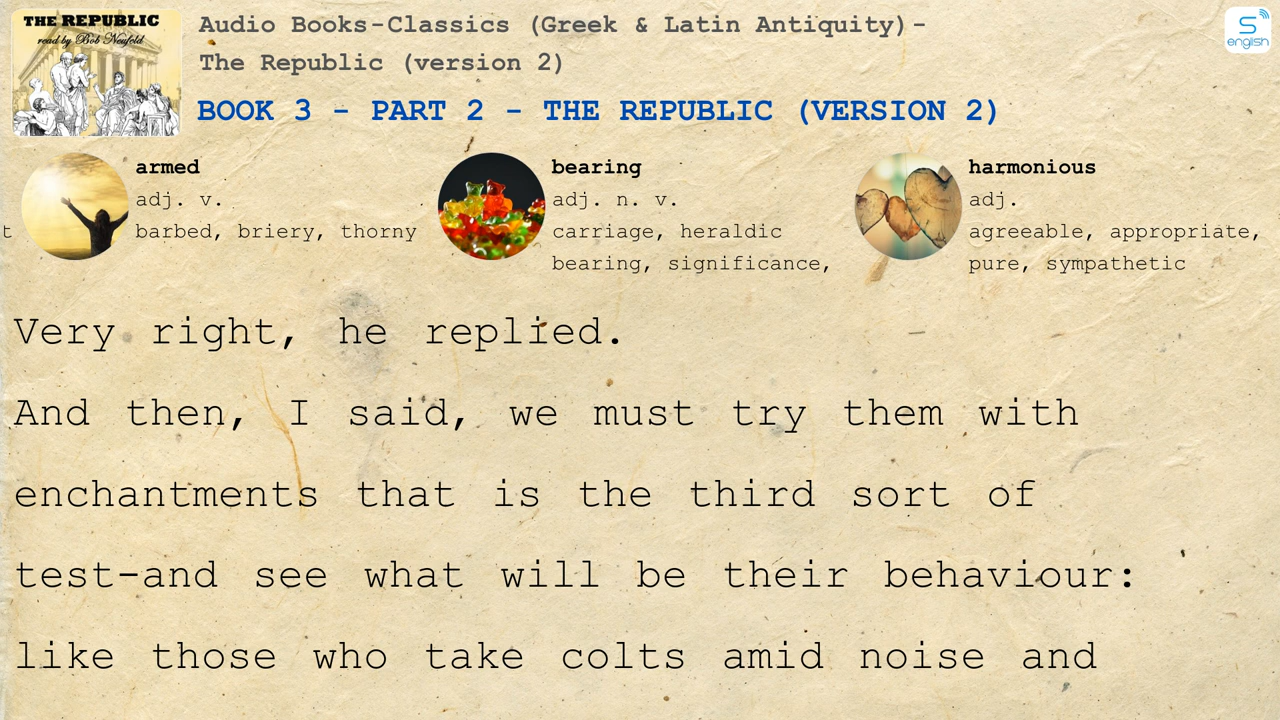 THE REPUBLIC
read by Bob Neufeld
Audio Books-Classics (Greek & Latin Antiquity)-
The Republic (version 2)
BOOK 3 - PART 2 - THE REPUBLIC (VERSION 2)
S
english
t
armed
adj. v.
barbed, briery, thorny
bearing
adj. n. v.
carriage, heraldic
bearing, significance,
harmonious
adj.
agreeable, appropriate,
pure, sympathetic
Very right, he replied.
And then, I said, we must try them with
enchantments that is the third sort of
test-and see what will be their behaviour:
like those who take colts amid noise and